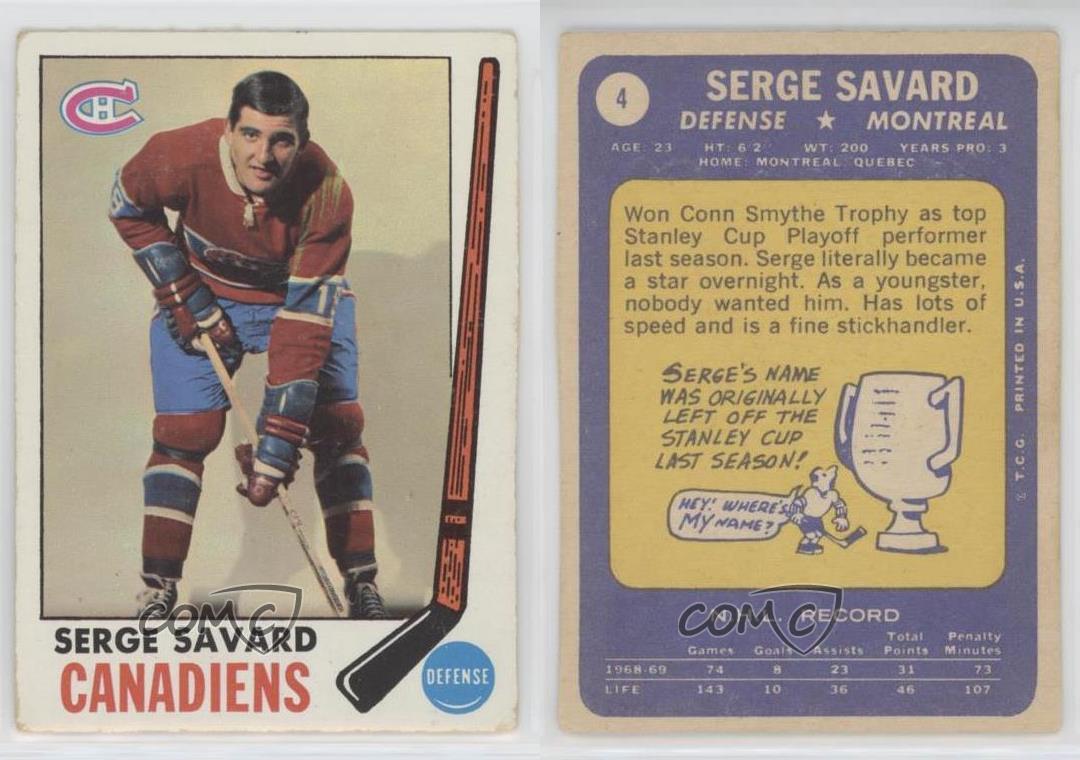 SERGE SAVARD
CANADIENS
DEFENSE
4
SERGE SAVARD
DEFENSE ★ MONTREAL
AGE: 23 HT: 6 2 WT: 200 YEARS PRO: 3
HOME: MONTREAL, QUEBEC
Won Conn Smythe Trophy as top
Stanley Cup Playoff performer
last season. Serge literally became
a star overnight. As a youngster,
nobody wanted him. Has lots of
speed and is a fine stickhandler.
SERGE'S NAME
WAS ORIGINALLY
LEFT OFF THE
STANLEY CUP
LAST SEASON!
HEY! WHERE'S
MY NAME?
T.C.G. PRINTED IN U.S.A.
N.H.L. RECORD
Games Goals Assists Total Points Penalty Minutes
1968-69 74 8 23 31 73
LIFE 143 10 36 46 107
COMC
COMC